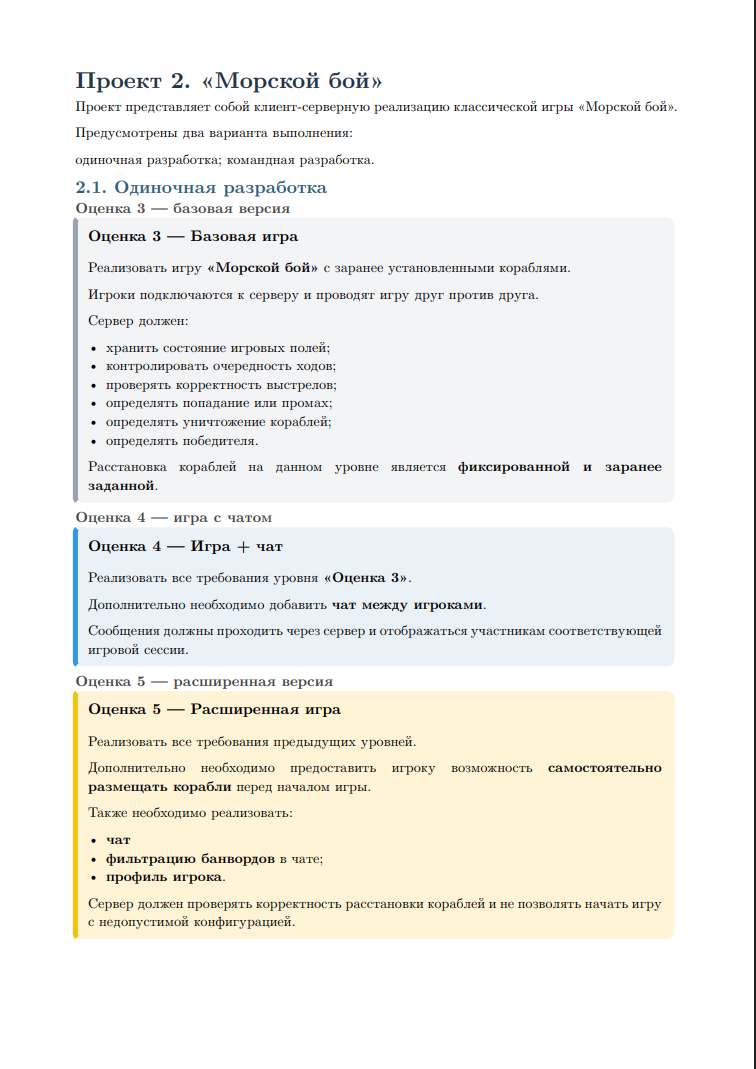 Проект 2. «Морской бой»
Проект представляет собой клиент-серверную реализацию классической игры «Морской бой».
Предусмотрены два варианта выполнения:
одиночная разработка; командная разработка.
2.1. Одиночная разработка
Оценка 3 — базовая версия
Оценка 3 — Базовая игра
Реализовать игру «Морской бой» с заранее установленными кораблями.
Игроки подключаются к серверу и проводят игру друг против друга.
Сервер должен:
• хранить состояние игровых полей;
• контролировать очередность ходов;
• проверять корректность выстрелов;
• определять попадание или промах;
• определять уничтожение кораблей;
• определять победителя.
Расстановка кораблей на данном уровне является фиксированной и заранее
заданной.
Оценка 4 — игра с чатом
Оценка 4 — Игра + чат
Реализовать все требования уровня «Оценка 3».
Дополнительно необходимо добавить чат между игроками.
Сообщения должны проходить через сервер и отображаться участникам соответствующей
игровой сессии.
Оценка 5 — расширенная версия
Оценка 5 — Расширенная игра
Реализовать все требования предыдущих уровней.
Дополнительно необходимо предоставить игроку возможность самостоятельно
размещать корабли перед началом игры.
Также необходимо реализовать:
• чат
• фильтрацию банвордов в чате;
• профиль игрока.
Сервер должен проверять корректность расстановки кораблей и не позволять начать игру
с недопустимой конфигурацией.